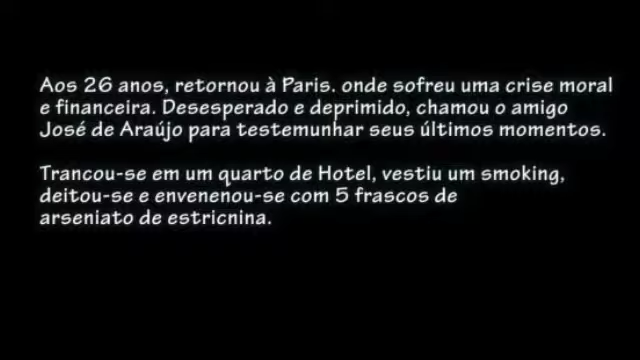 Aos 26 anos, retornou à Paris. onde sofreu uma crise moral
e financeira. Desesperado e deprimido, chamou o amigo
José de Araújo para testemunhar seus últimos momentos.
Trancou-se em um quarto de Hotel, vestiu um smoking,
deitou-se e envenenou-se com 5 frascos de
arseniato de estricnina.